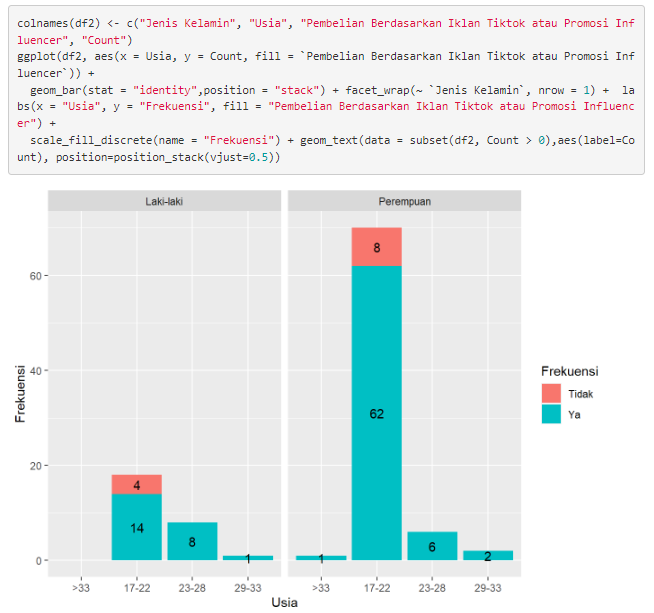 colnames(df2) <- c("Jenis Kelamin", "Usia", "Pembelian Berdasarkan Iklan Tiktok atau Promosi Inf
luencer", "Count")
ggplot(df2, aes(x = Usia, y = Count, fill = `Pembelian Berdasarkan Iklan Tiktok atau Promosi Inf
luencer`)) +
  geom_bar(stat = "identity",position = "stack") + facet_wrap(~ `Jenis Kelamin`, nrow = 1) +  la
bs(x = "Usia", y = "Frekuensi", fill = "Pembelian Berdasarkan Iklan Tiktok atau Promosi Influenc
er") +
  scale_fill_discrete(name = "Frekuensi") + geom_text(data = subset(df2, Count > 0),aes(label=Co
unt), position=position_stack(vjust=0.5))
Laki-laki
Perempuan
Frekuensi
60
40
20
0
4
14
8
1
1
8
62
6
2
>33
17-22
23-28
29-33
>33
17-22
23-28
29-33
Usia
Frekuensi
Tidak
Ya